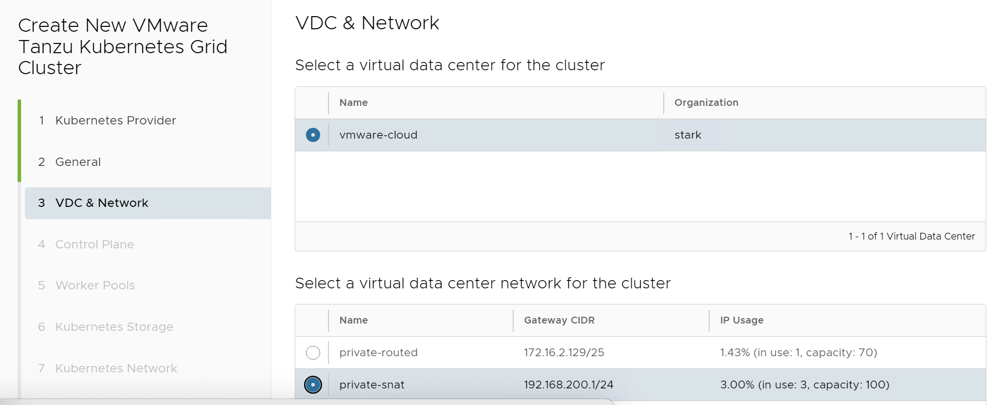 Create New VMware
Tanzu Kubernetes Grid
Cluster
1 Kubernetes Provider
2 General
3 VDC & Network
4 Control Plane
5 Worker Pools
6 Kubernetes Storage
7 Kubernetes Network
VDC & Network
Select a virtual data center for the cluster
Name Organization
vmware-cloud stark
1 - 1 of 1 Virtual Data Center
Select a virtual data center network for the cluster
Name Gateway CIDR IP Usage
private-routed 172.16.2.129/25 1.43% (in use: 1, capacity: 70)
private-snat 192.168.200.1/24 3.00% (in use: 3, capacity: 100)